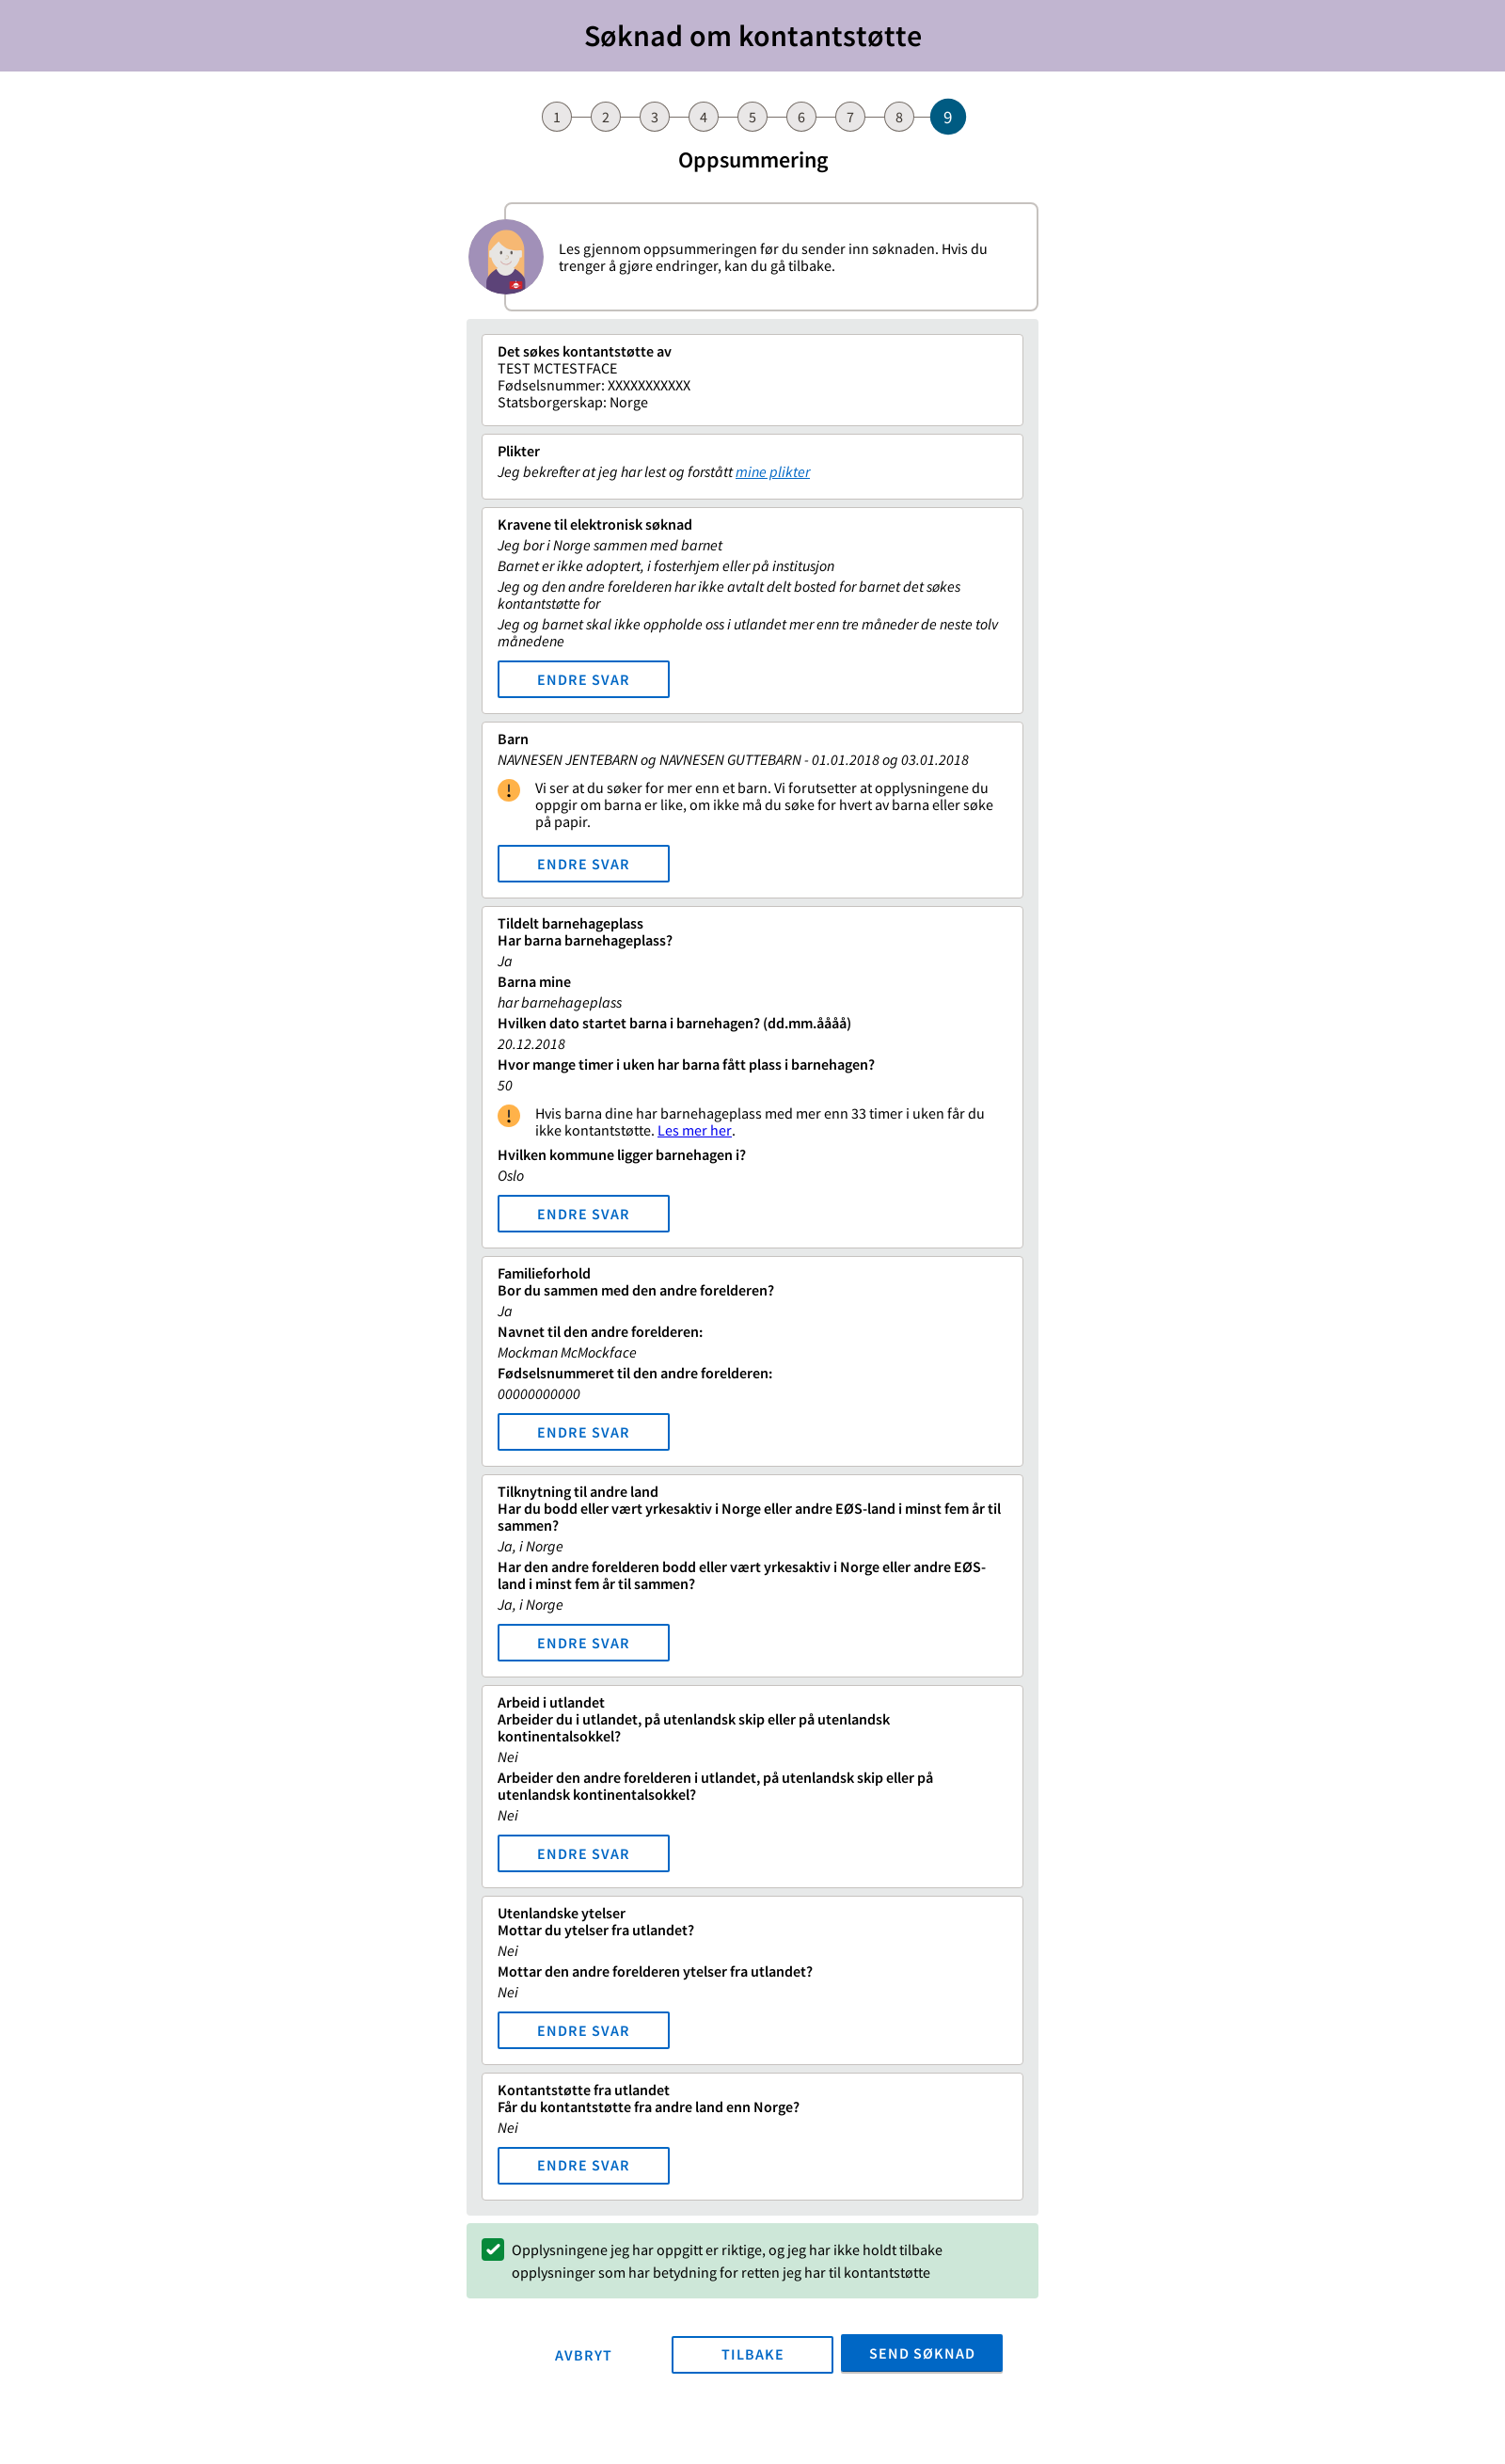 Søknad om kontantstøtte
1 2 3 4 5 6 7 8 9
Oppsummering
Les gjennom oppsummeringen før du sender inn søknaden. Hvis du
trenger å gjøre endringer, kan du gå tilbake.
Det søkes kontantstøtte av
TEST MCTESTFACE
Fødselsnummer: XXXXXXXXXXX
Statsborgerskap: Norge
Plikter
Jeg bekrefter at jeg har lest og forstått mine plikter
Kravene til elektronisk søknad
Jeg bor i Norge sammen med barnet
Barnet er ikke adoptert, i fosterhjem eller på institusjon
Jeg og den andre forelderen har ikke avtalt delt bosted for barnet det søkes
kontantstøtte for
Jeg og barnet skal ikke oppholde oss i utlandet mer enn tre måneder de neste tolv
månedene
ENDRE SVAR
Barn
NAVNESEN JENTEBARN og NAVNESEN GUTTEBARN - 01.01.2018 og 03.01.2018
Vi ser at du søker for mer enn et barn. Vi forutsetter at opplysningene du
oppgir om barna er like, om ikke må du søke for hvert av barna eller søke
på papir.
ENDRE SVAR
Tildelt barnehageplass
Har barna barnehageplass?
Ja
Barna mine
har barnehageplass
Hvilken dato startet barna i barnehagen? (dd.mm.åååå)
20.12.2018
Hvor mange timer i uken har barna fått plass i barnehagen?
50
Hvis barna dine har barnehageplass med mer enn 33 timer i uken får du
ikke kontantstøtte. Les mer her.
Hvilken kommune ligger barnehagen i?
Oslo
ENDRE SVAR
Familieforhold
Bor du sammen med den andre forelderen?
Ja
Navnet til den andre forelderen:
Mockman McMockface
Fødselsnummeret til den andre forelderen:
00000000000
ENDRE SVAR
Tilknytning til andre land
Har du bodd eller vært yrkesaktiv i Norge eller andre EØS-land i minst fem år til
sammen?
Ja, i Norge
Har den andre forelderen bodd eller vært yrkesaktiv i Norge eller andre EØS-
land i minst fem år til sammen?
Ja, i Norge
ENDRE SVAR
Arbeid i utlandet
Arbeider du i utlandet, på utenlandsk skip eller på utenlandsk
kontinentalsokkel?
Nei
Arbeider den andre forelderen i utlandet, på utenlandsk skip eller på
utenlandsk kontinentalsokkel?
Nei
ENDRE SVAR
Utenlandske ytelser
Mottar du ytelser fra utlandet?
Nei
Mottar den andre forelderen ytelser fra utlandet?
Nei
ENDRE SVAR
Kontantstøtte fra utlandet
Får du kontantstøtte fra andre land enn Norge?
Nei
ENDRE SVAR
Opplysningene jeg har oppgitt er riktige, og jeg har ikke holdt tilbake
opplysninger som har betydning for retten jeg har til kontantstøtte
AVBRYT TILBAKE SEND SØKNAD